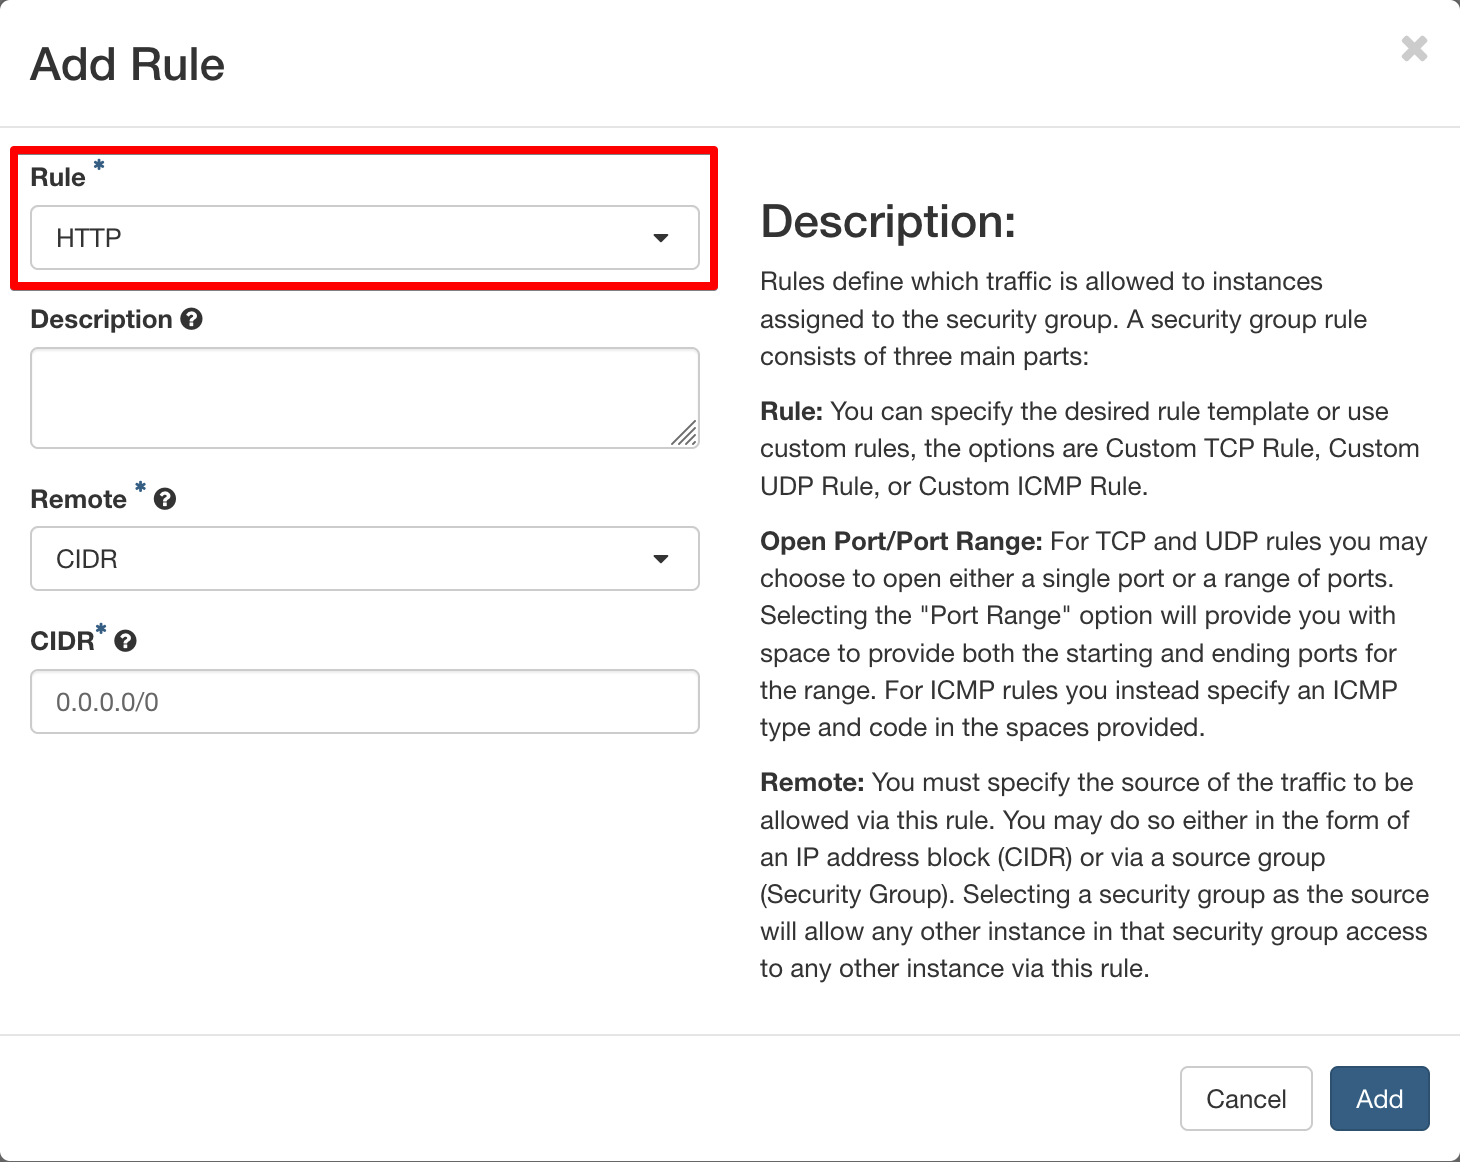 Add Rule
Rule *
HTTP
Description
Remote *
CIDR
CIDR*
0.0.0.0/0
Description:
Rules define which traffic is allowed to instances
assigned to the security group. A security group rule
consists of three main parts:
Rule: You can specify the desired rule template or use
custom rules, the options are Custom TCP Rule, Custom
UDP Rule, or Custom ICMP Rule.
Open Port/Port Range: For TCP and UDP rules you may
choose to open either a single port or a range of ports.
Selecting the "Port Range" option will provide you with
space to provide both the starting and ending ports for
the range. For ICMP rules you instead specify an ICMP
type and code in the spaces provided.
Remote: You must specify the source of the traffic to be
allowed via this rule. You may do so either in the form of
an IP address block (CIDR) or via a source group
(Security Group). Selecting a security group as the source
will allow any other instance in that security group access
to any other instance via this rule.
Cancel
Add